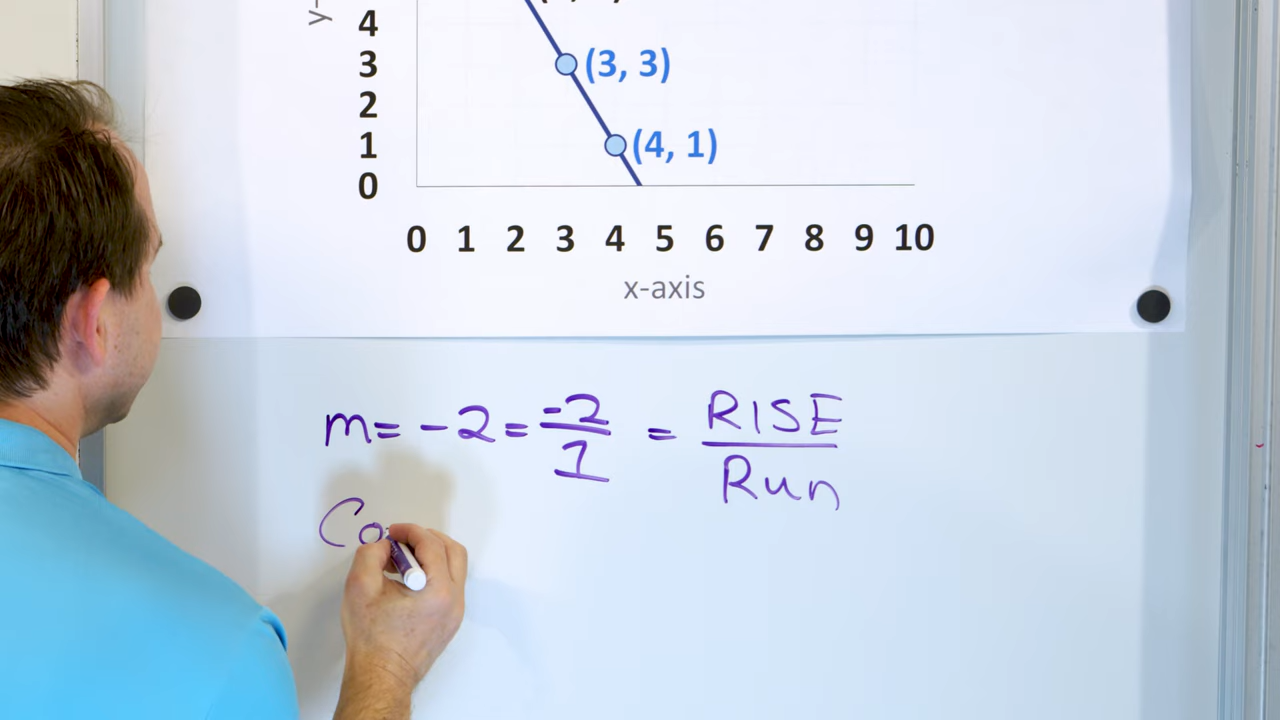 y-
4
3 (3, 3)
2
1 (4, 1)
0
0 1 2 3 4 5 6 7 8 9 10
x-axis
m = -2 = -2/1 = RISE/Run
Co